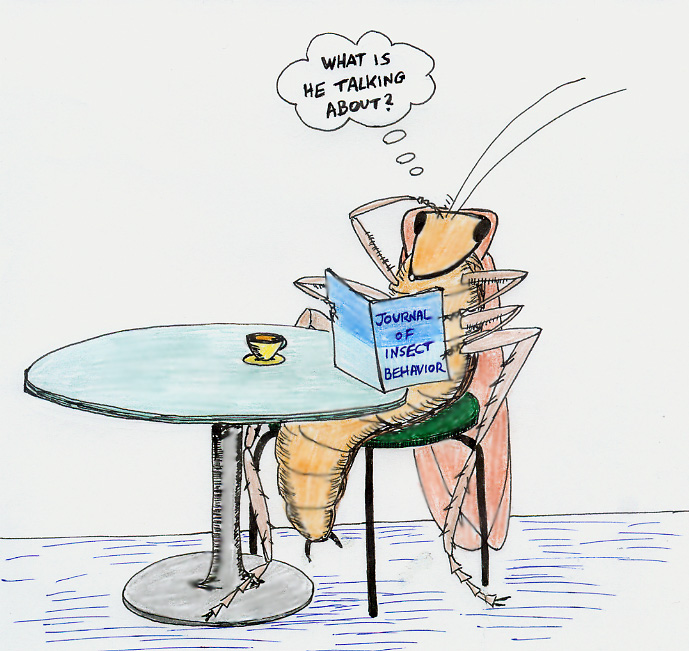 WHAT IS
HE TALKING
ABOUT?
JOURNAL
OF
INSECT
BEHAVIOR